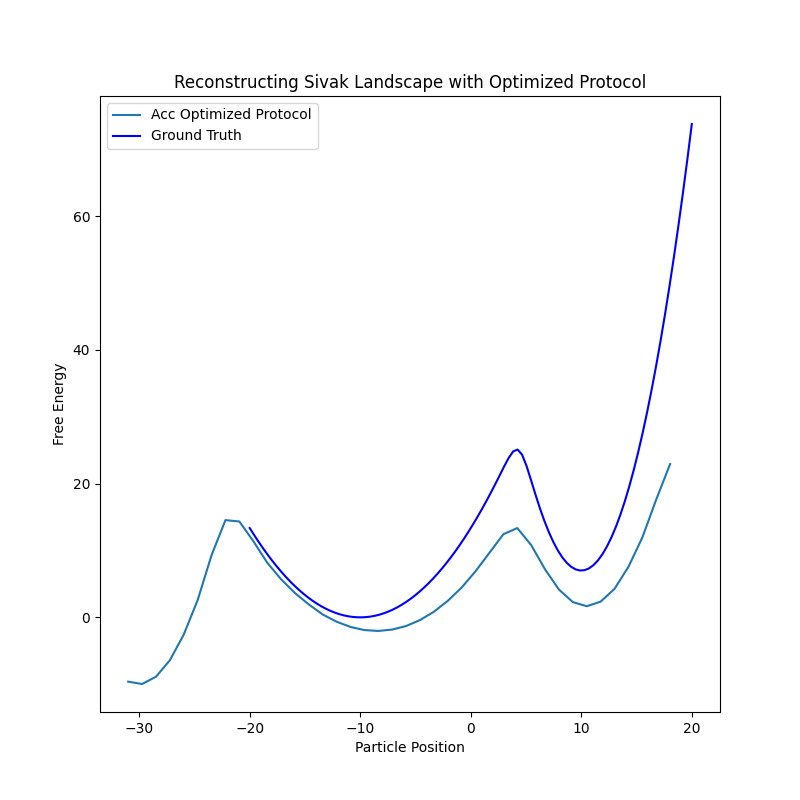 Reconstructing Sivak Landscape with Optimized Protocol
Acc Optimized Protocol
Ground Truth
Free Energy
60
40
20
0
−30
−20
−10
0
10
20
Particle Position